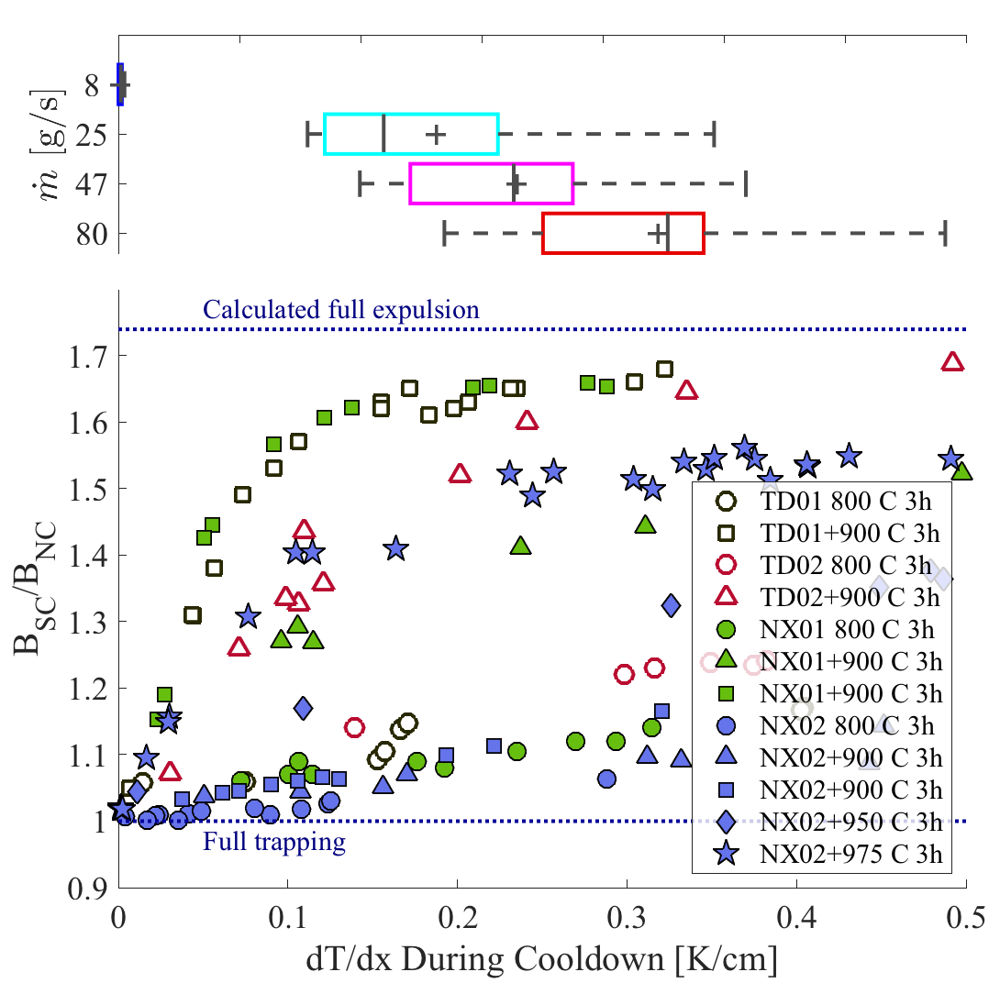 ṁ [g/s]
8
25
47
80
Calculated full expulsion
B_SC/B_NC
1.7
1.6
1.5
1.4
1.3
1.2
1.1
1
0.9
TD01 800 C 3h
TD01+900 C 3h
TD02 800 C 3h
TD02+900 C 3h
NX01 800 C 3h
NX01+900 C 3h
NX01+900 C 3h
NX02 800 C 3h
NX02+900 C 3h
NX02+900 C 3h
NX02+950 C 3h
NX02+975 C 3h
Full trapping
0 0.1 0.2 0.3 0.4 0.5
dT/dx During Cooldown [K/cm]